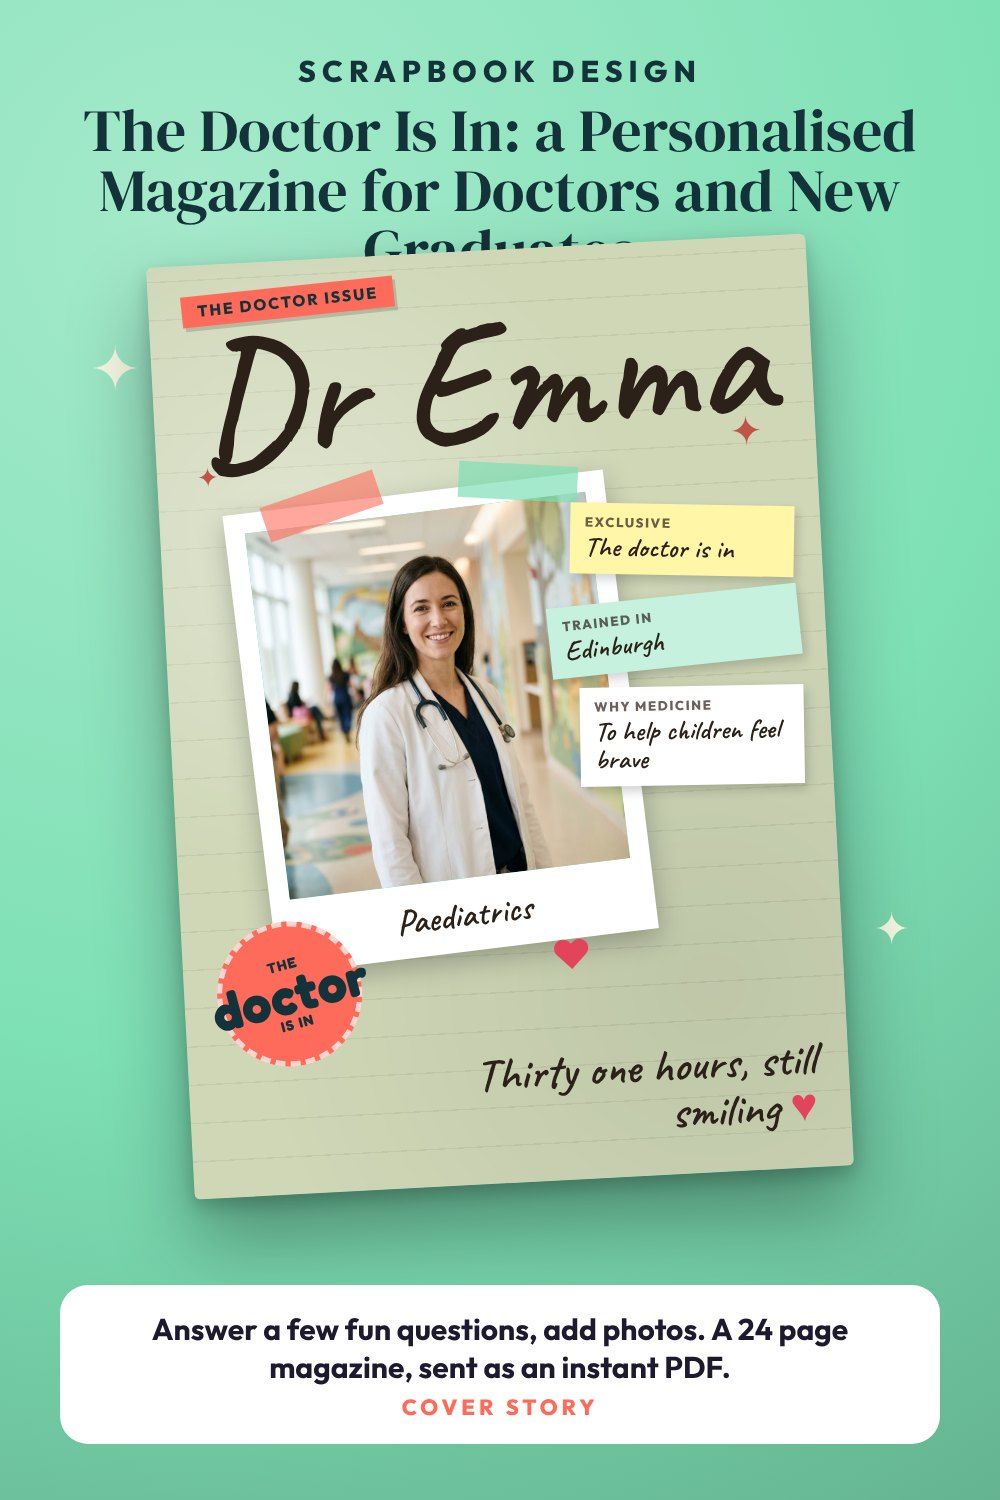 SCRAPBOOK DESIGN
The Doctor Is In: a Personalised
Magazine for Doctors and New
THE DOCTOR ISSUE
Dr Emma
EXCLUSIVE
The doctor is in
TRAINED IN
Edinburgh
WHY MEDICINE
To help children feel
brave
Paediatrics
THE
doctor
IS IN
Thirty one hours, still
smiling ♥
Answer a few fun questions, add photos. A 24 page
magazine, sent as an instant PDF.
COVER STORY